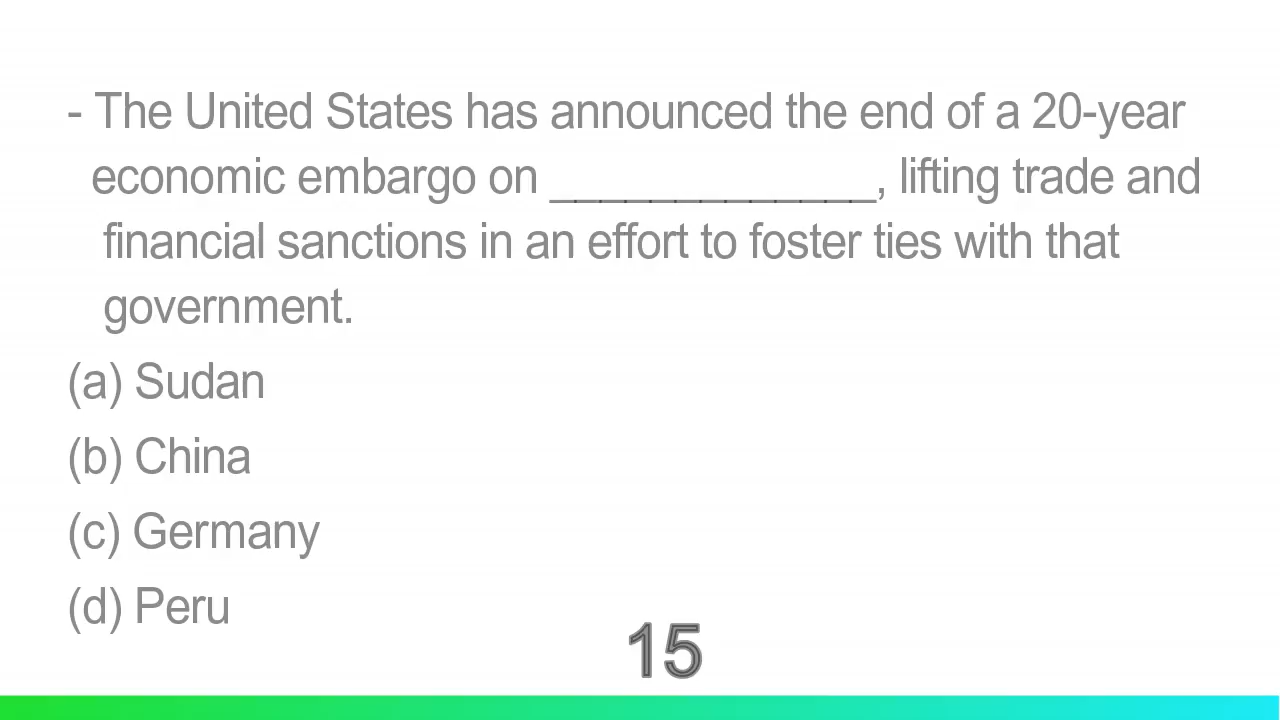 - The United States has announced the end of a 20-year
economic embargo on _____________, lifting trade and
financial sanctions in an effort to foster ties with that
government.
(a) Sudan
(b) China
(c) Germany
(d) Peru
15